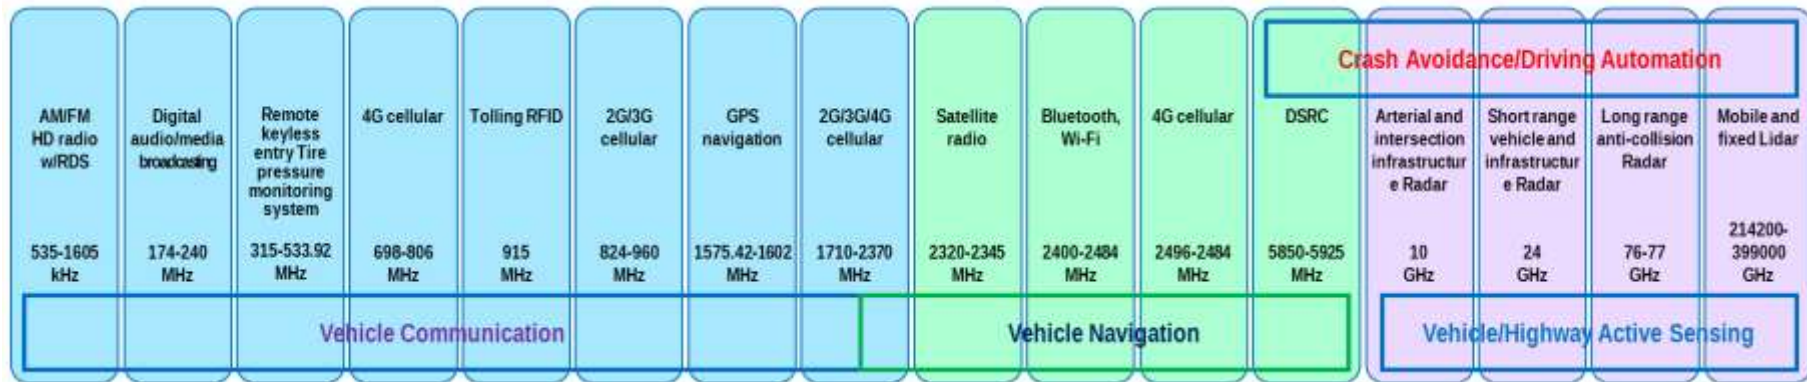 Crash Avoidance/Driving Automation
AM/FM
HD radio
w/RDS
535-1605
kHz
Digital
audio/media
broadcasting
174-240
MHz
Remote
keyless
entry Tire
pressure
monitoring
system
315-533.92
MHz
4G cellular
698-806
MHz
Tolling RFID
915
MHz
2G/3G
cellular
824-960
MHz
GPS
navigation
1575.42-1602
MHz
2G/3G/4G
cellular
1710-2370
MHz
Satellite
radio
2320-2345
MHz
Bluetooth,
Wi-Fi
2400-2484
MHz
4G cellular
2496-2484
MHz
DSRC
5850-5925
MHz
Arterial and
intersection
infrastructur
e Radar
10
GHz
Short range
vehicle and
infrastructur
e Radar
24
GHz
Long range
anti-collision
Radar
76-77
GHz
Mobile and
fixed Lidar
214200-
399000
GHz
Vehicle Communication
Vehicle Navigation
Vehicle/Highway Active Sensing